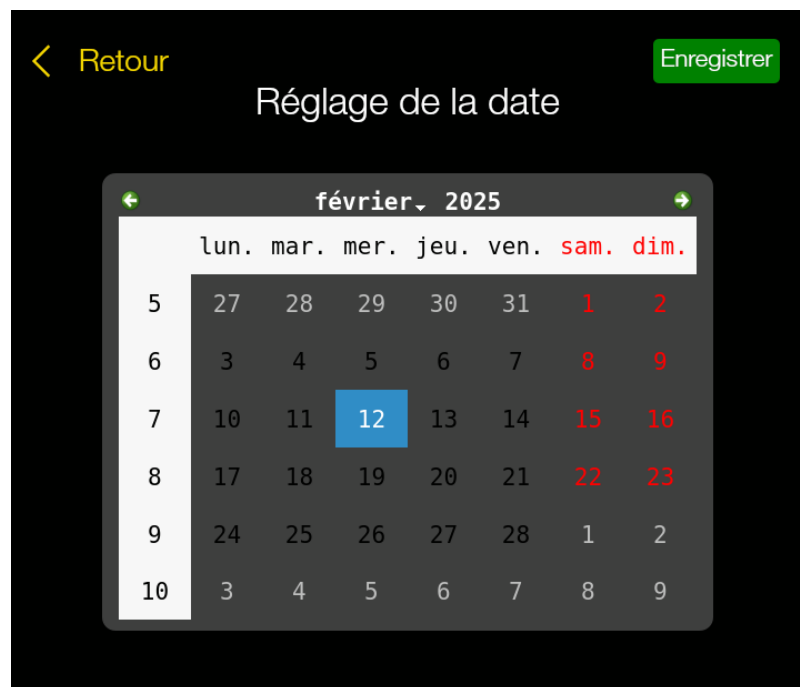 Retour
Enregistrer
Réglage de la date
février 2025
lun. mar. mer. jeu. ven. sam. dim.
5 27 28 29 30 31 1 2
6 3 4 5 6 7 8 9
7 10 11 12 13 14 15 16
8 17 18 19 20 21 22 23
9 24 25 26 27 28 1 2
10 3 4 5 6 7 8 9